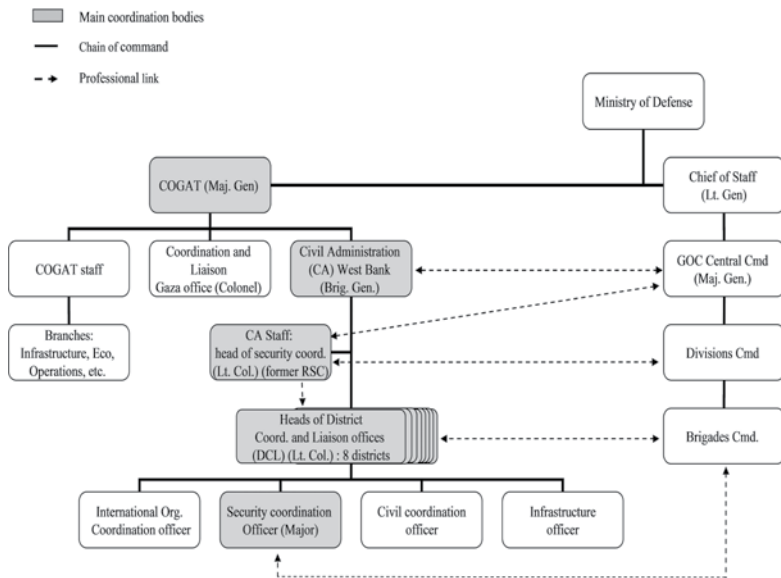 Main coordination bodies
Chain of command
Professional link
Ministry of Defense
COGAT (Maj. Gen)
Chief of Staff
(Lt. Gen)
COGAT staff
Coordination and
Liaison
Gaza office (Colonel)
Civil Administration
(CA) West Bank
(Brig. Gen.)
GOC Central Cmd
(Maj. Gen.)
Branches:
Infrastructure, Eco,
Operations, etc.
CA Staff:
head of security coord.
(Lt. Col.) (former RSC)
Divisions Cmd
Heads of District
Coord. and Liaison offices
(DCL) (Lt. Col.) : 8 districts
Brigades Cmd.
International Org.
Coordination officer
Security coordination
Officer (Major)
Civil coordination
officer
Infrastructure
officer